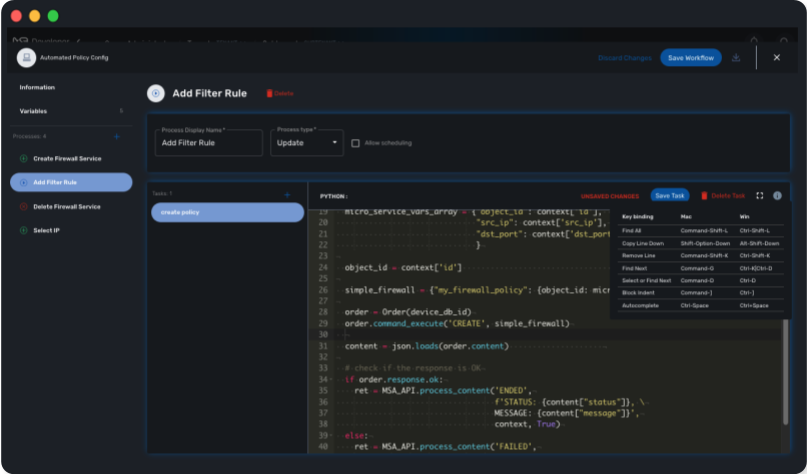 Automated Policy Config
Discard Changes
Save Workflow
Information
Add Filter Rule
Delete
Variables
5
Processes: 4
Process Display Name *
Add Filter Rule
Process type *
Update
Allow scheduling
Create Firewall Service
Add Filter Rule
Delete Firewall Service
Select IP
Tasks: 1
create policy
PYTHON :
UNSAVED CHANGES
Save Task
Delete Task
Key binding Mac Win
Find All Command-Shift-L Ctrl-Shift-L
Copy Line Down Shift-Option-Down Alt-Shift-Down
Remove Line Command-Shift-K Ctrl-Shift-K
Find Next Command-G Ctrl-K|Ctrl-D
Select or Find Next Command-D Ctrl-D
Block Indent Command-] Ctrl-]
Autocomplete Ctrl-Space Ctrl+Space
19 micro_service_vars_array = {"object_id": context['id'],
20 "src_ip": context['src_ip'],
21 "dst_port": context['dst_port
22 }
23
24 object_id = context['id']
25
26 simple_firewall = {"my_firewall_policy": {object_id: micr
27
28 order = Order(device_db_id)
29 order.command_execute('CREATE', simple_firewall)
30
31 content = json.loads(order.content)
32
33 # check if the response is OK
34 if order.response.ok:
35 ret = MSA_API.process_content('ENDED',
36 f'STATUS: {content["status"]}, \
37 MESSAGE: {content["message"]}',
38 context, True)
39 else:
40 ret = MSA_API.process_content('FAILED',